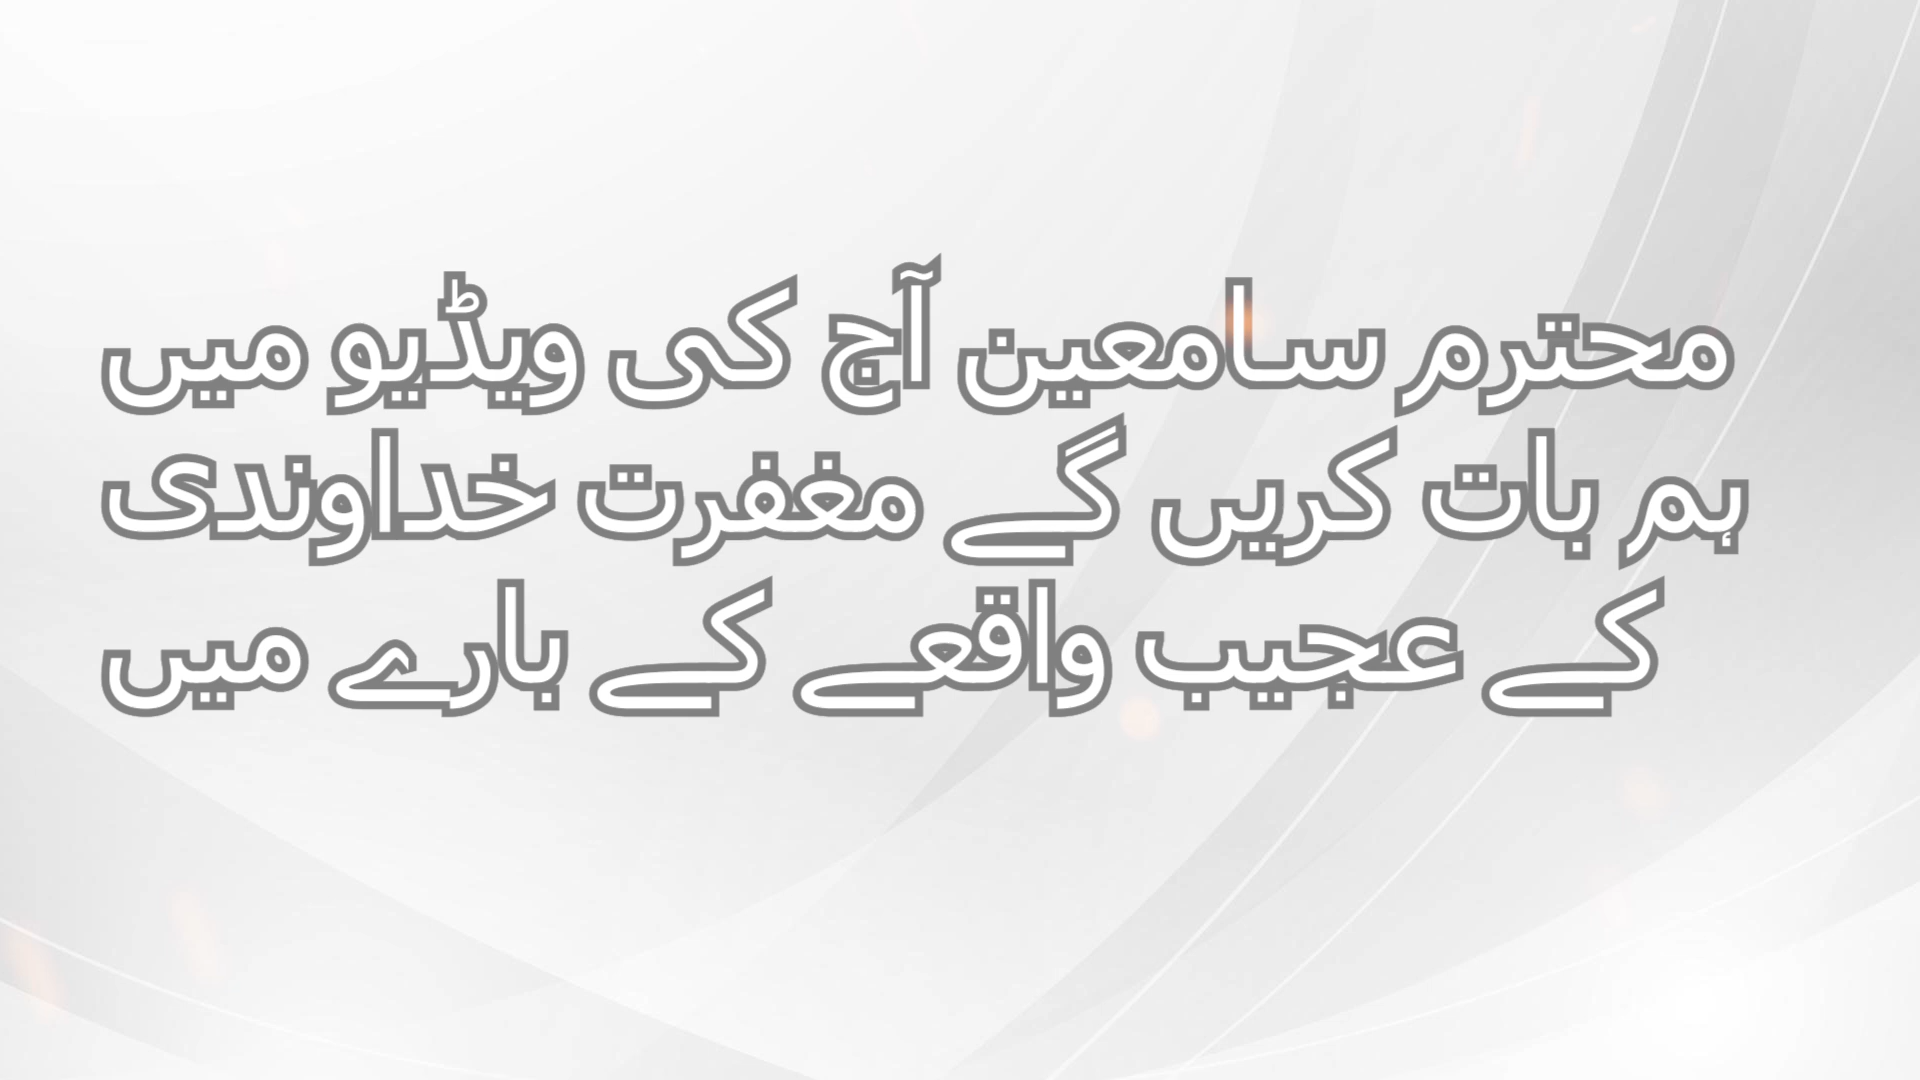 محترم سامعین آج کی ویڈیو میں
ہم بات کریں گے مغفرت خداوندی
کے عجیب واقعے کے بارے میں